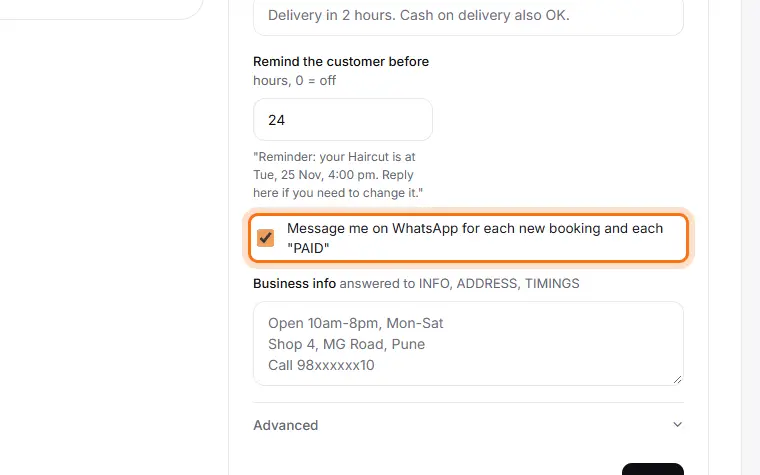 Delivery in 2 hours. Cash on delivery also OK.
Remind the customer before
hours, 0 = off
24
"Reminder: your Haircut is at
Tue, 25 Nov, 4:00 pm. Reply
here if you need to change it."
Message me on WhatsApp for each new booking and each
"PAID"
Business info answered to INFO, ADDRESS, TIMINGS
Open 10am-8pm, Mon-Sat
Shop 4, MG Road, Pune
Call 98xxxxxx10
Advanced